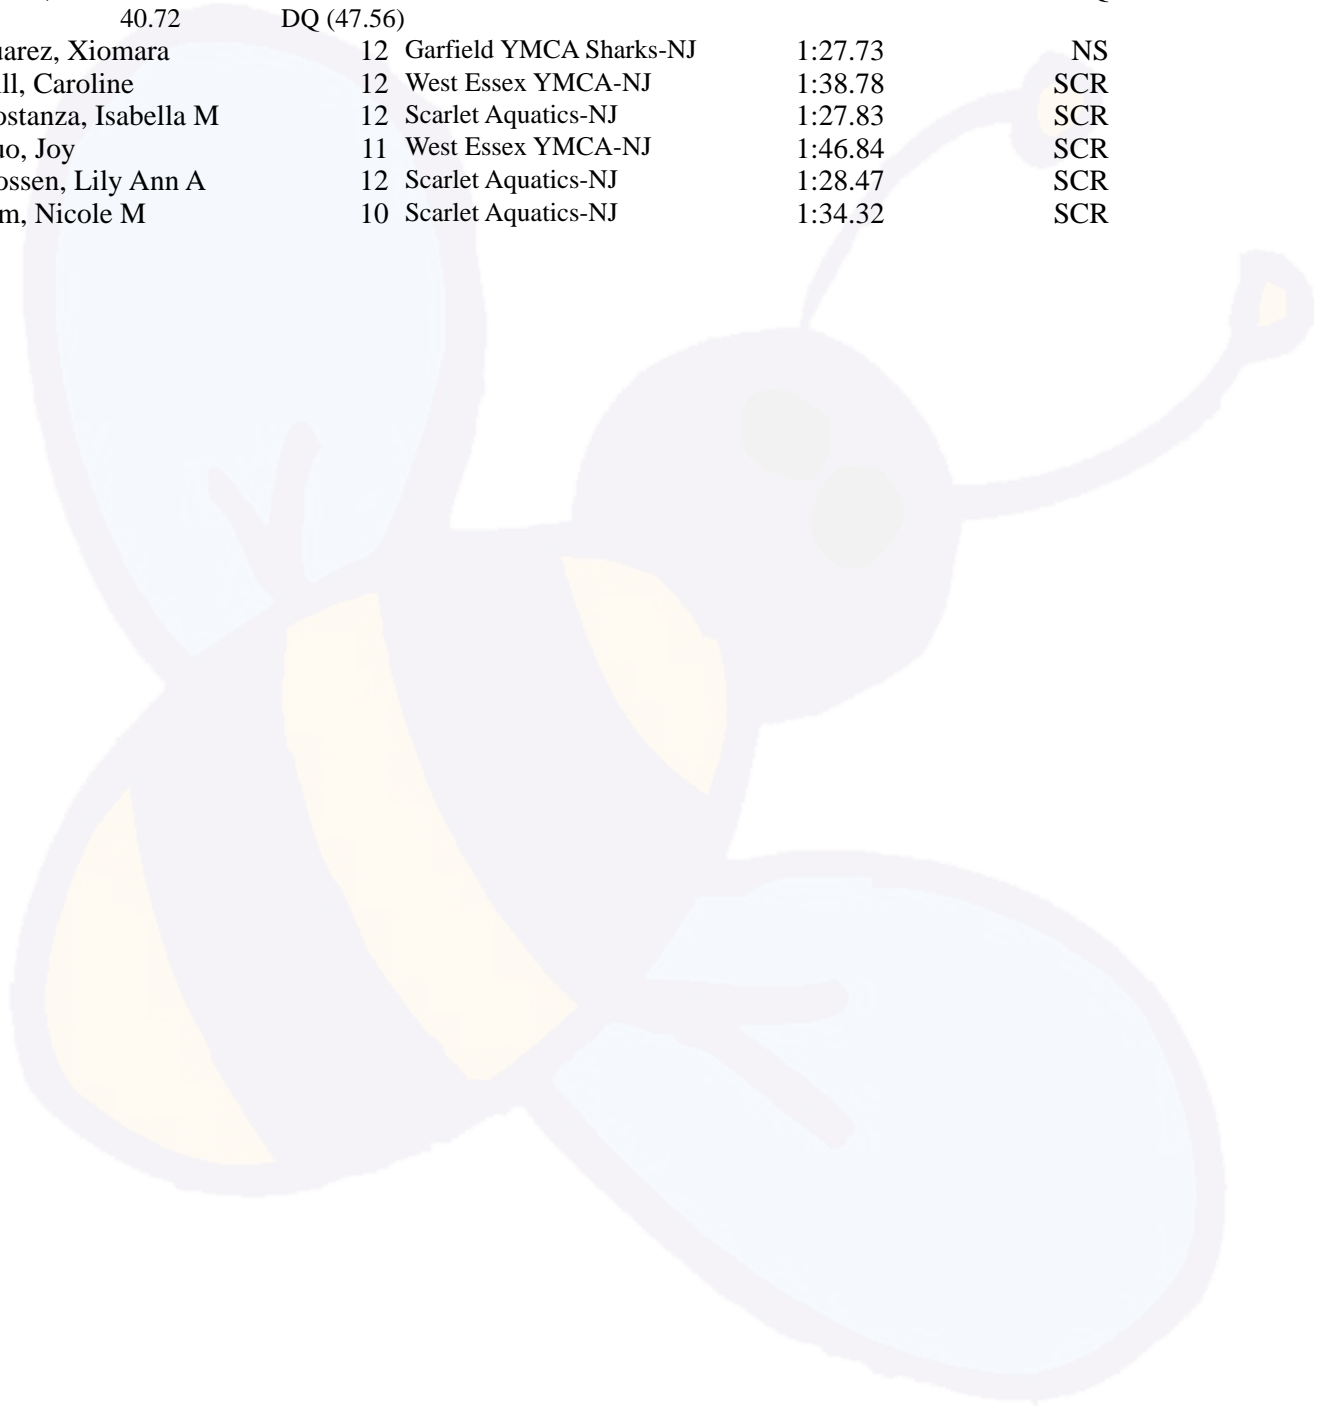 40.72 DQ (47.56)
uarez, Xiomara 12 Garfield YMCA Sharks-NJ 1:27.73 NS
ll, Caroline 12 West Essex YMCA-NJ 1:38.78 SCR
ostanza, Isabella M 12 Scarlet Aquatics-NJ 1:27.83 SCR
uo, Joy 11 West Essex YMCA-NJ 1:46.84 SCR
ossen, Lily Ann A 12 Scarlet Aquatics-NJ 1:28.47 SCR
m, Nicole M 10 Scarlet Aquatics-NJ 1:34.32 SCR